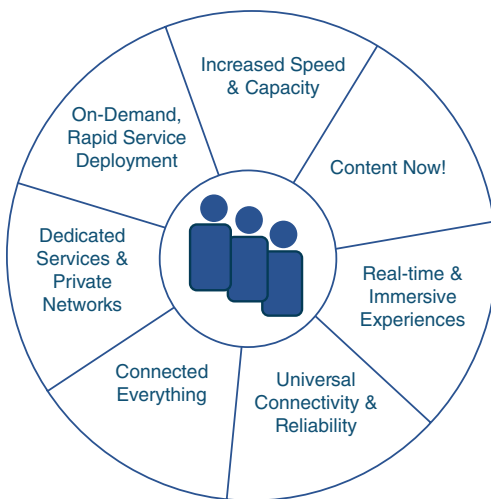 Increased Speed
& Capacity
Content Now!
Real-time &
Immersive
Experiences
Universal
Connectivity &
Reliability
Connected
Everything
Dedicated
Services &
Private
Networks
On-Demand,
Rapid Service
Deployment